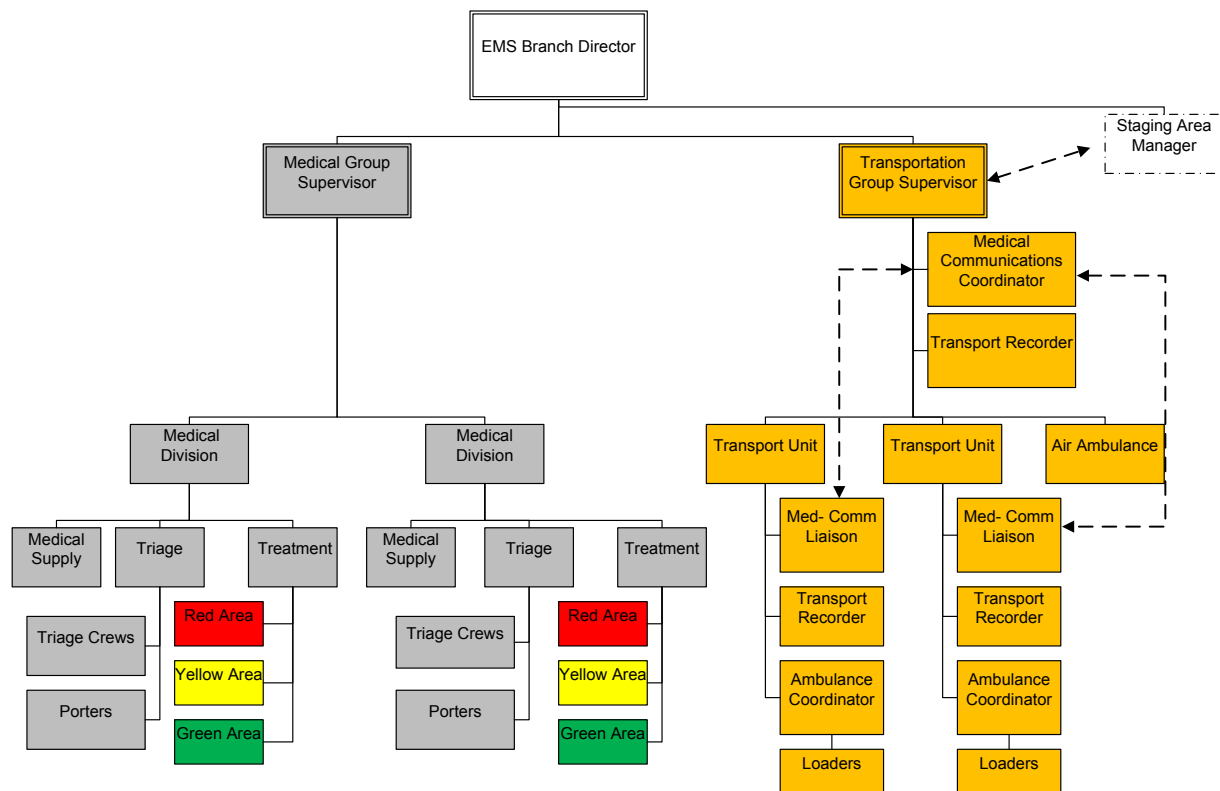 EMS Branch Director
Staging Area
Manager
Medical Group
Supervisor
Transportation
Group Supervisor
Medical
Communications
Coordinator
Transport Recorder
Medical
Division
Medical
Division
Transport Unit
Transport Unit
Air Ambulance
Medical
Supply
Triage
Treatment
Medical
Supply
Triage
Treatment
Med- Comm
Liaison
Med- Comm
Liaison
Triage Crews
Red Area
Triage Crews
Red Area
Transport
Recorder
Transport
Recorder
Yellow Area
Yellow Area
Porters
Porters
Ambulance
Coordinator
Ambulance
Coordinator
Green Area
Green Area
Loaders
Loaders